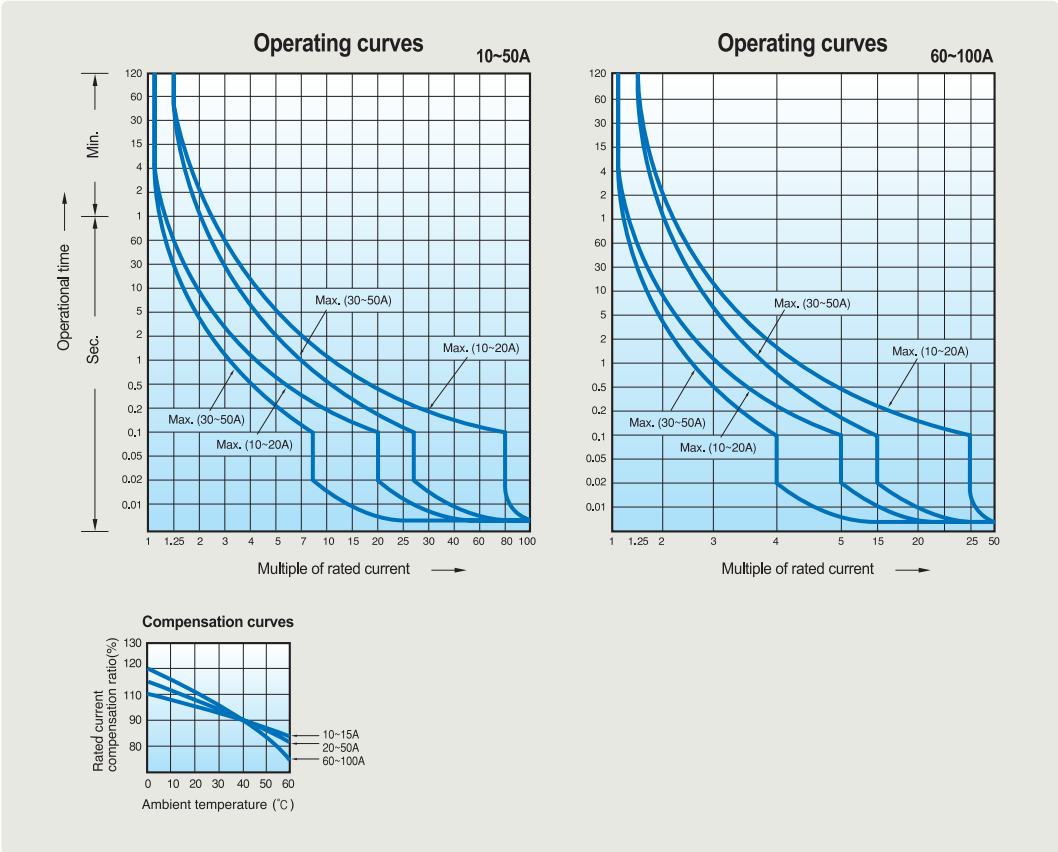 Operating curves
10~50A
Operational time
Min.
Sec.
120
60
30
15
4
2
1
60
30
10
5
2
1
0.5
0.2
0.1
0.05
0.02
0.01
Max. (30~50A)
Max. (10~20A)
Max. (30~50A)
Max. (10~20A)
1 1.25 2 3 4 5 7 10 15 20 25 30 40 60 80 100
Multiple of rated current
Operating curves
60~100A
120
60
30
15
4
2
1
60
30
10
5
2
1
0.5
0.2
0.1
0.05
0.02
0.01
Max. (30~50A)
Max. (10~20A)
Max. (30~50A)
Max. (10~20A)
1 1.25 2 3 4 5 15 20 25 50
Multiple of rated current
Compensation curves
Rated current
compensation ratio(%)
130
120
110
90
80
10~15A
20~50A
60~100A
0 10 20 30 40 50 60
Ambient temperature (℃)